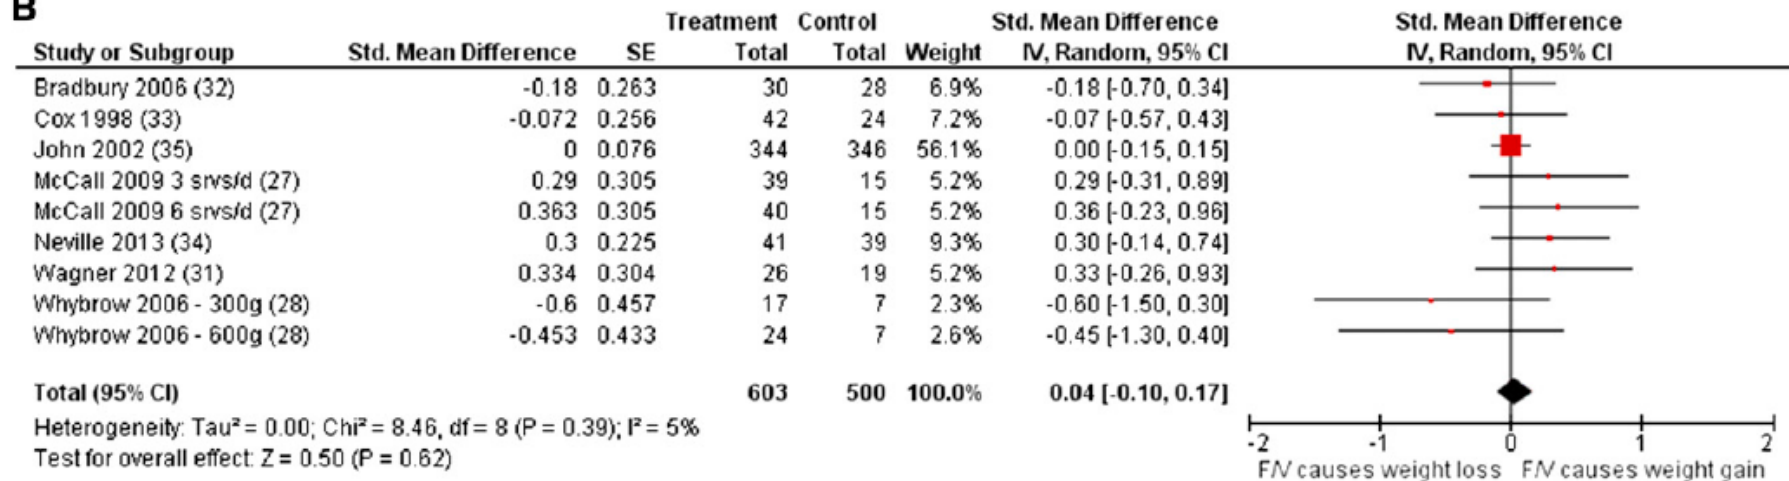 B
Treatment Control Std. Mean Difference Std. Mean Difference
Study or Subgroup Std. Mean Difference SE Total Total Weight IV, Random, 95% CI IV, Random, 95% CI
Bradbury 2006 (32) -0.18 0.263 30 28 6.9% -0.18 [-0.70, 0.34]
Cox 1998 (33) -0.072 0.256 42 24 7.2% -0.07 [-0.57, 0.43]
John 2002 (35) 0 0.076 344 346 56.1% 0.00 [-0.15, 0.15]
McCall 2009 3 srvs/d (27) 0.29 0.305 39 15 5.2% 0.29 [-0.31, 0.89]
McCall 2009 6 srvs/d (27) 0.363 0.305 40 15 5.2% 0.36 [-0.23, 0.96]
Neville 2013 (34) 0.3 0.225 41 39 9.3% 0.30 [-0.14, 0.74]
Wagner 2012 (31) 0.334 0.304 26 19 5.2% 0.33 [-0.26, 0.93]
Whybrow 2006 - 300g (28) -0.6 0.457 17 7 2.3% -0.60 [-1.50, 0.30]
Whybrow 2006 - 600g (28) -0.453 0.433 24 7 2.6% -0.45 [-1.30, 0.40]
Total (95% CI) 603 500 100.0% 0.04 [-0.10, 0.17]
Heterogeneity: Tau² = 0.00; Chi² = 8.46, df = 8 (P = 0.39); I² = 5%
Test for overall effect: Z = 0.50 (P = 0.62)
-2 -1 0 1 2
F/V causes weight loss F/V causes weight gain